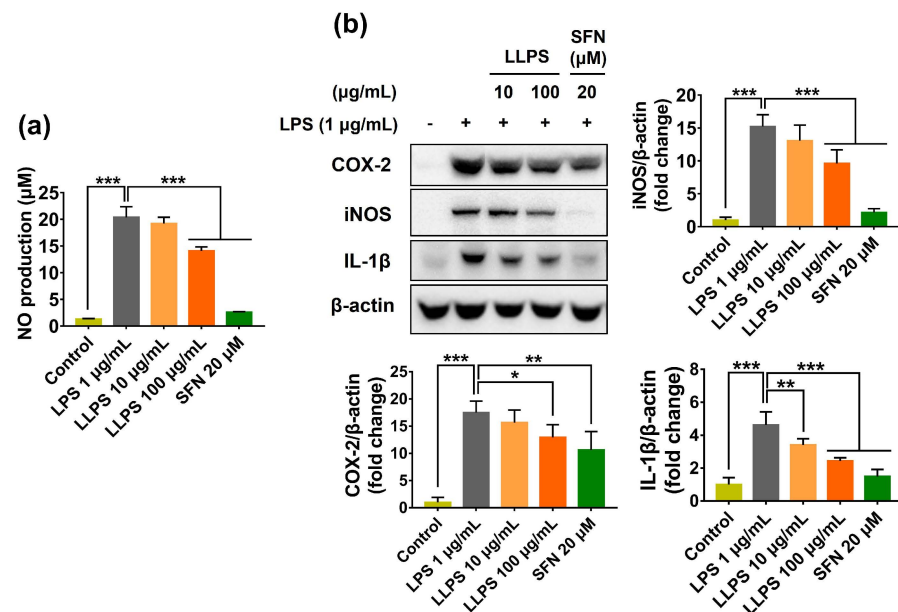 (a)
NO production (µM)
25
20
15
10
5
0
***
***
Control
LPS 1 µg/mL
LLPS 10 µg/mL
LLPS 100 µg/mL
SFN 20 µM
(b)
LLPS
SFN
(µM)
(µg/mL)
10
100
20
LPS (1 µg/mL)
-
+
+
+
+
COX-2
iNOS
IL-1β
β-actin
iNOS/β-actin
(fold change)
20
15
10
5
0
***
***
Control
LPS 1 µg/mL
LLPS 10 µg/mL
LLPS 100 µg/mL
SFN 20 µM
COX-2/β-actin
(fold change)
30
25
20
15
10
5
0
***
**
*
Control
LPS 1 µg/mL
LLPS 10 µg/mL
LLPS 100 µg/mL
SFN 20 µM
IL-1β/β-actin
(fold change)
8
6
4
2
0
***
***
**
Control
LPS 1 µg/mL
LLPS 10 µg/mL
LLPS 100 µg/mL
SFN 20 µM